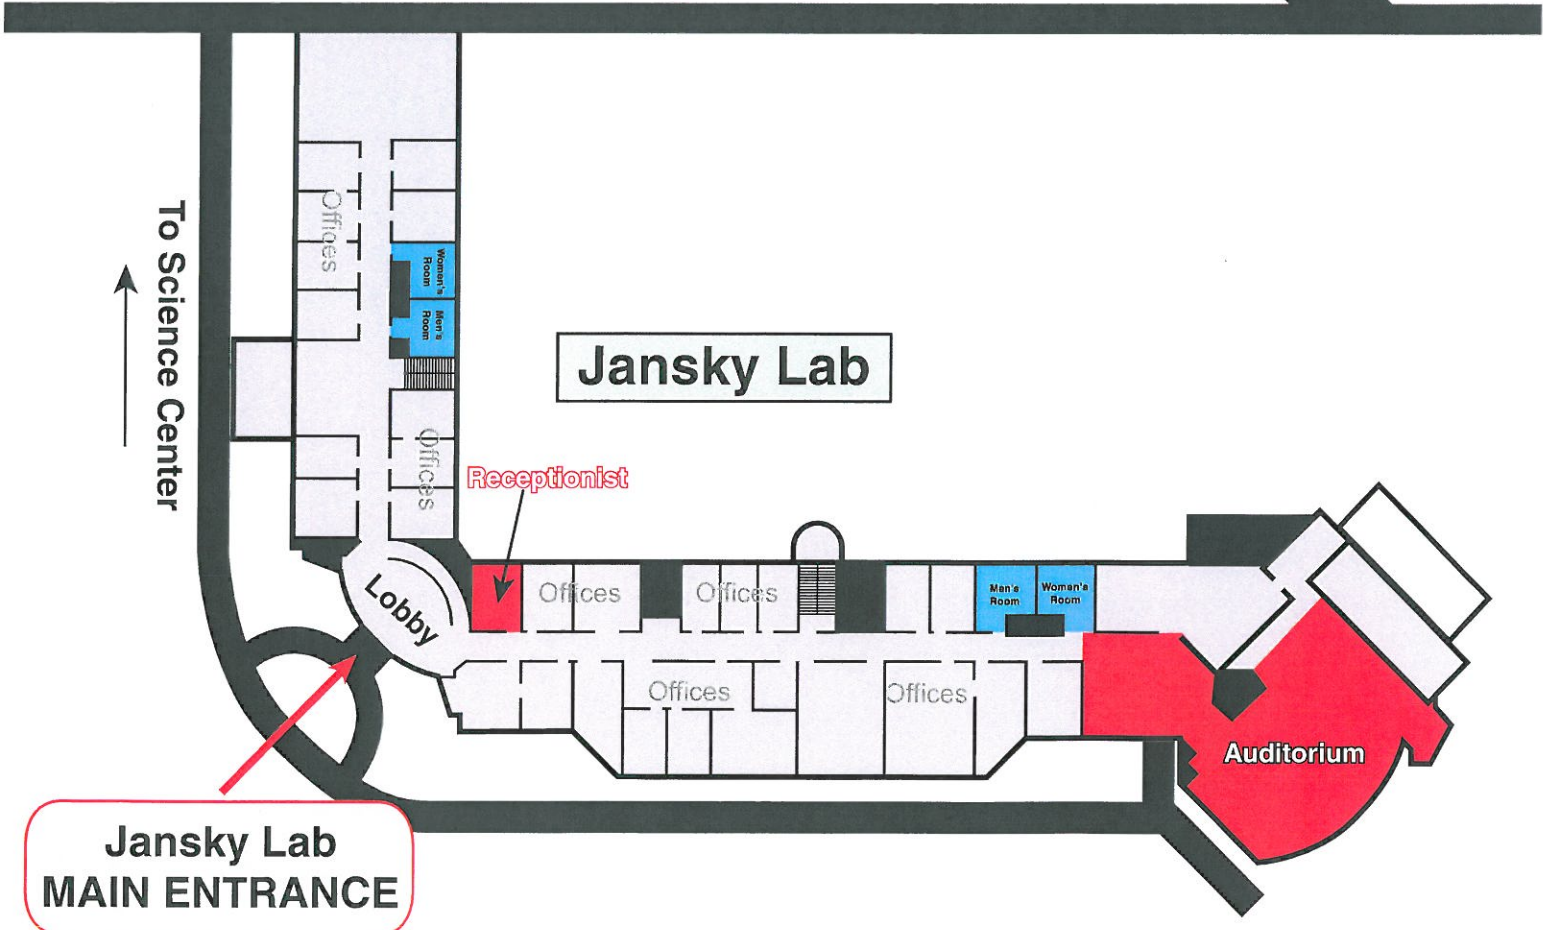 To Science Center
Offices
Women's
Room
Men's
Room
Jansky Lab
Offices
Receptionist
Lobby
Offices
Offices
Men's
Room
Women's
Room
Offices
Offices
Auditorium
Jansky Lab
MAIN ENTRANCE